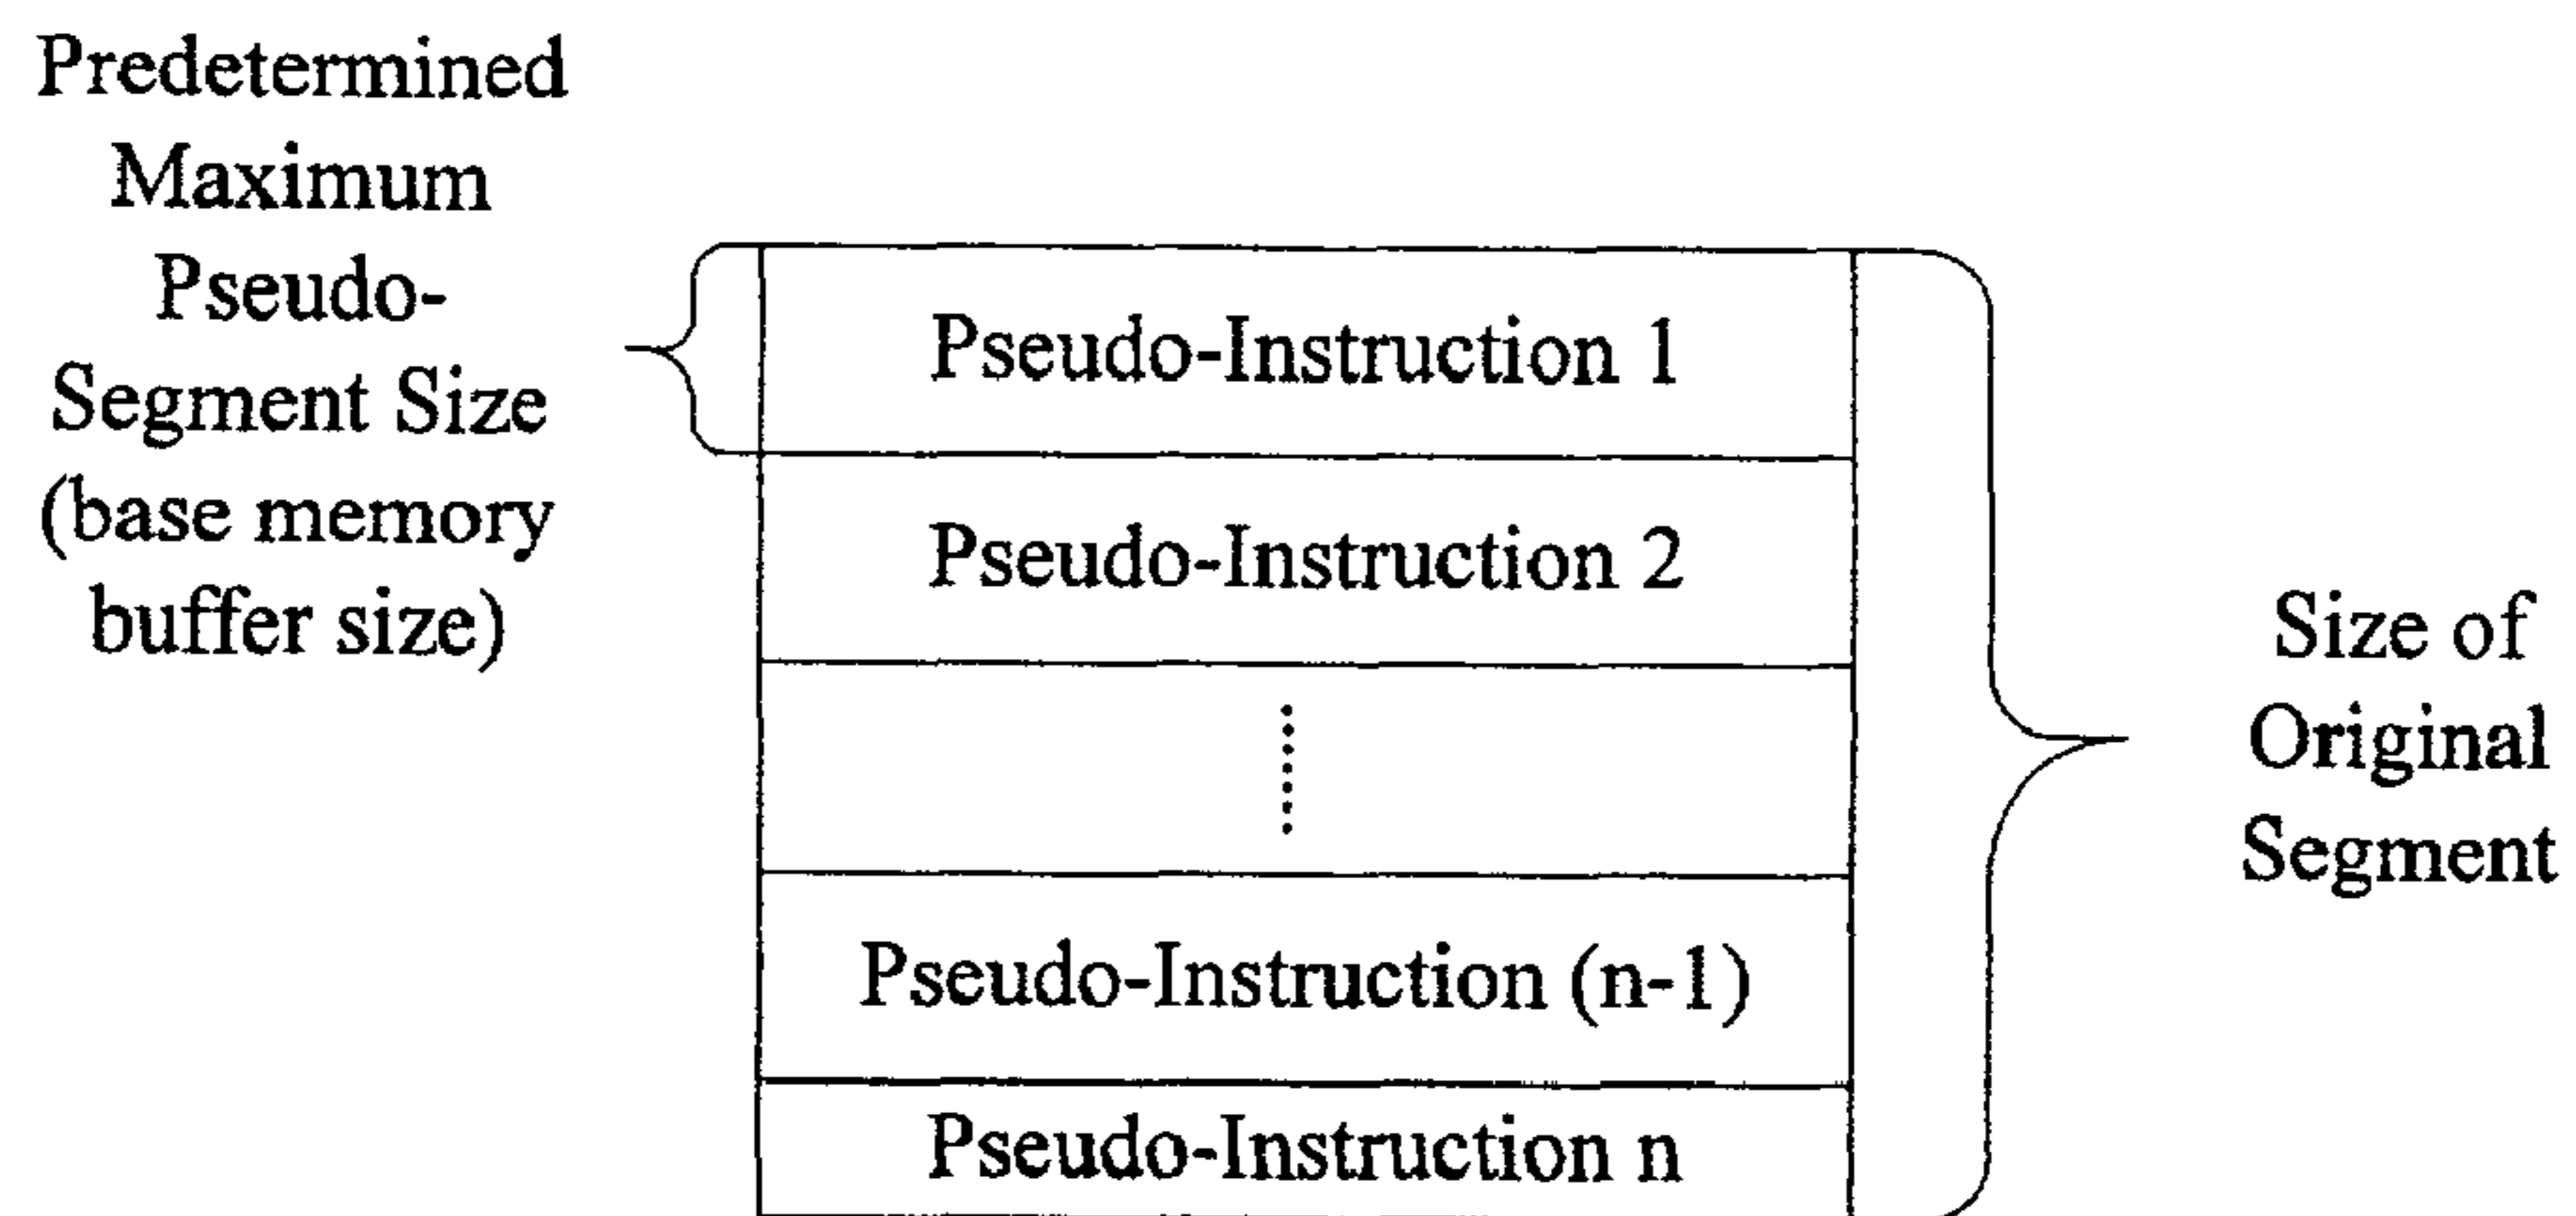 Predetermined
Maximum
Pseudo-
Segment Size
(base memory
buffer size)
Pseudo-Instruction 1
Pseudo-Instruction 2
Pseudo-Instruction (n-1)
Pseudo-Instruction n
Size of
Original
Segment